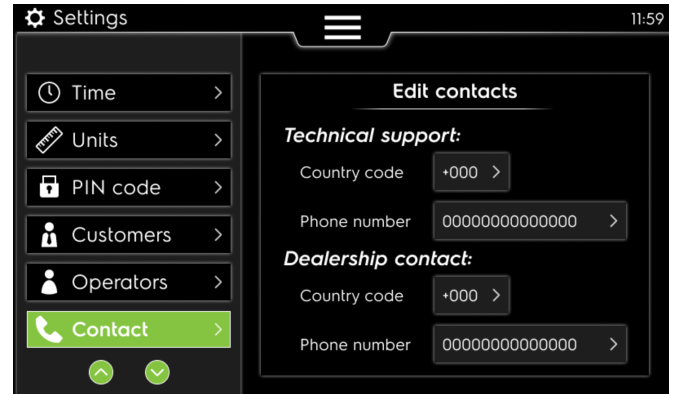 Settings
11:59
Time
Units
PIN code
Customers
Operators
Contact
Edit contacts
Technical support:
Country code +000
Phone number 00000000000000
Dealership contact:
Country code +000
Phone number 00000000000000